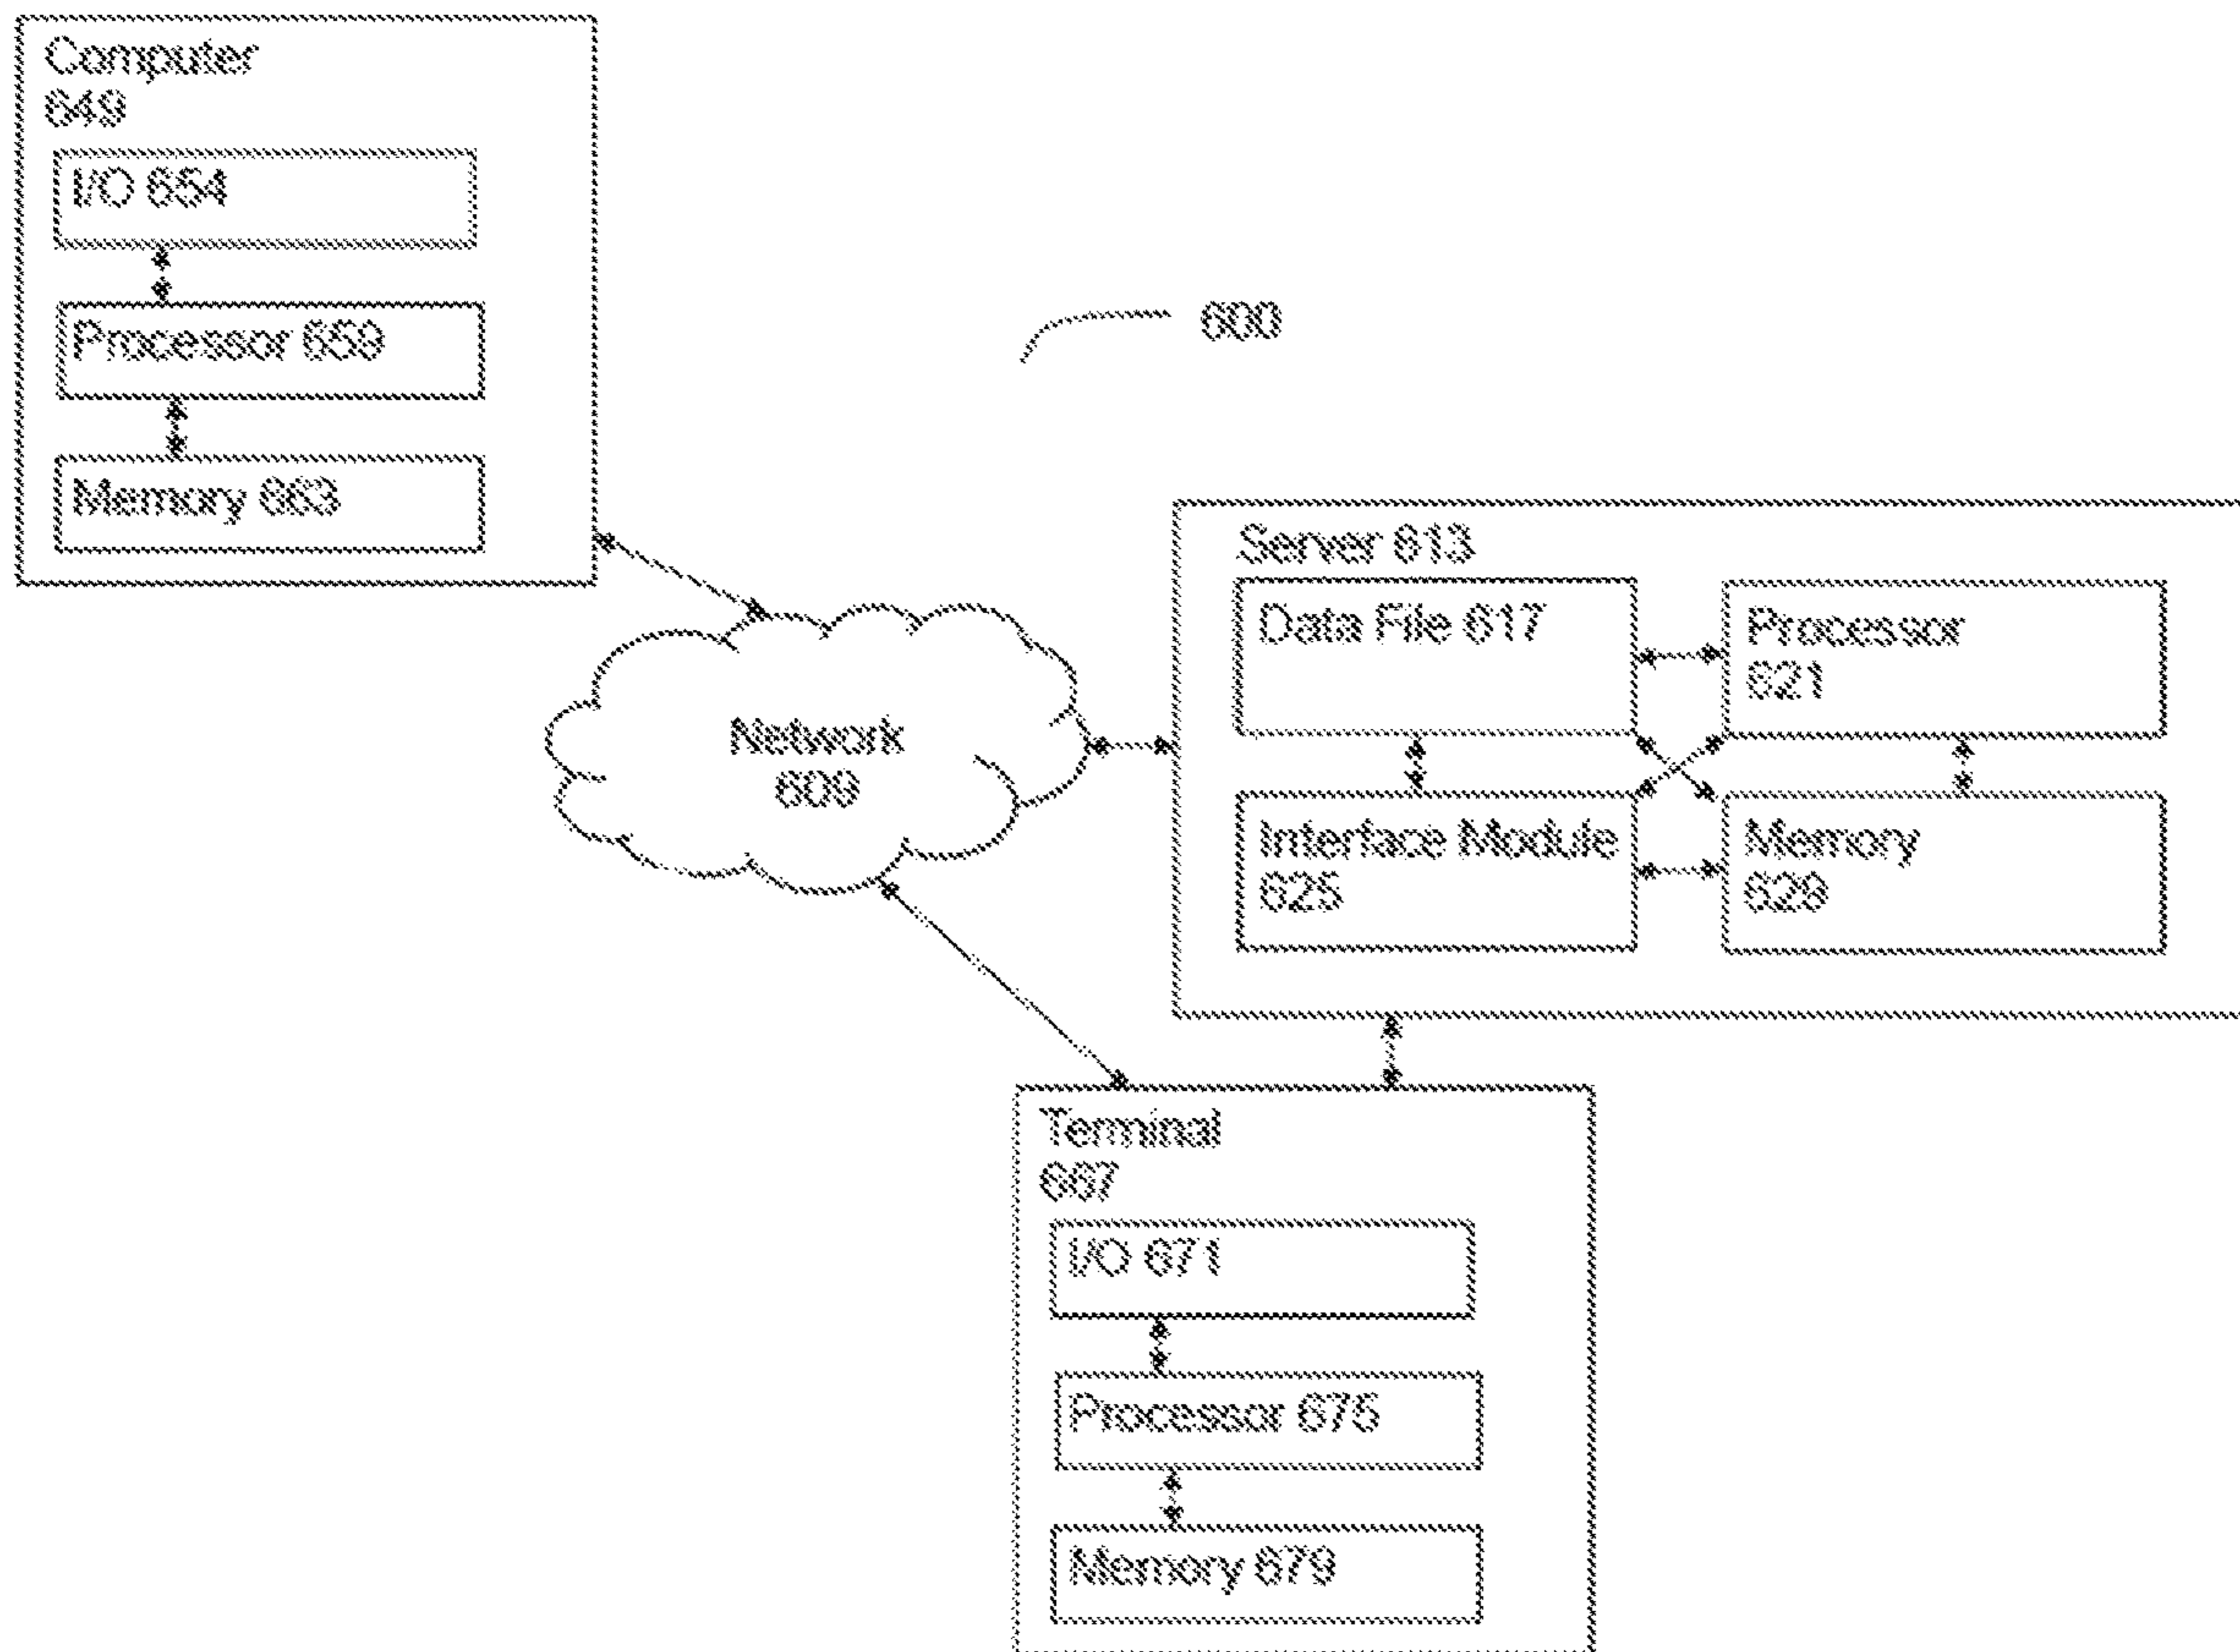 Computer
649
I/O 654
Processor 659
Memory 663
600
Server 613
Data File 617
Processor
621
Network
609
Interface Module
625
Memory
629
Terminal
667
I/O 671
Processor 675
Memory 679